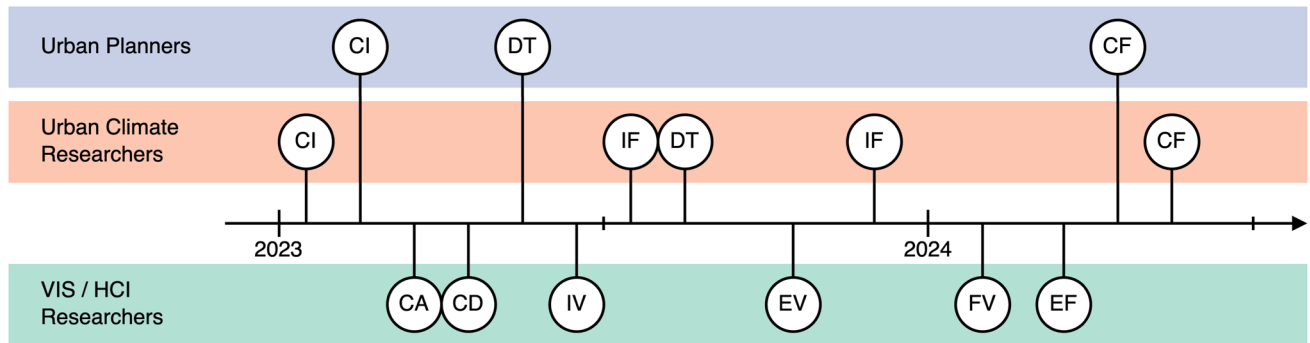 Urban Planners
CI
DT
CF
Urban Climate
Researchers
CI
IF
DT
IF
CF
2023
2024
VIS / HCI
Researchers
CA
CD
IV
EV
FV
EF